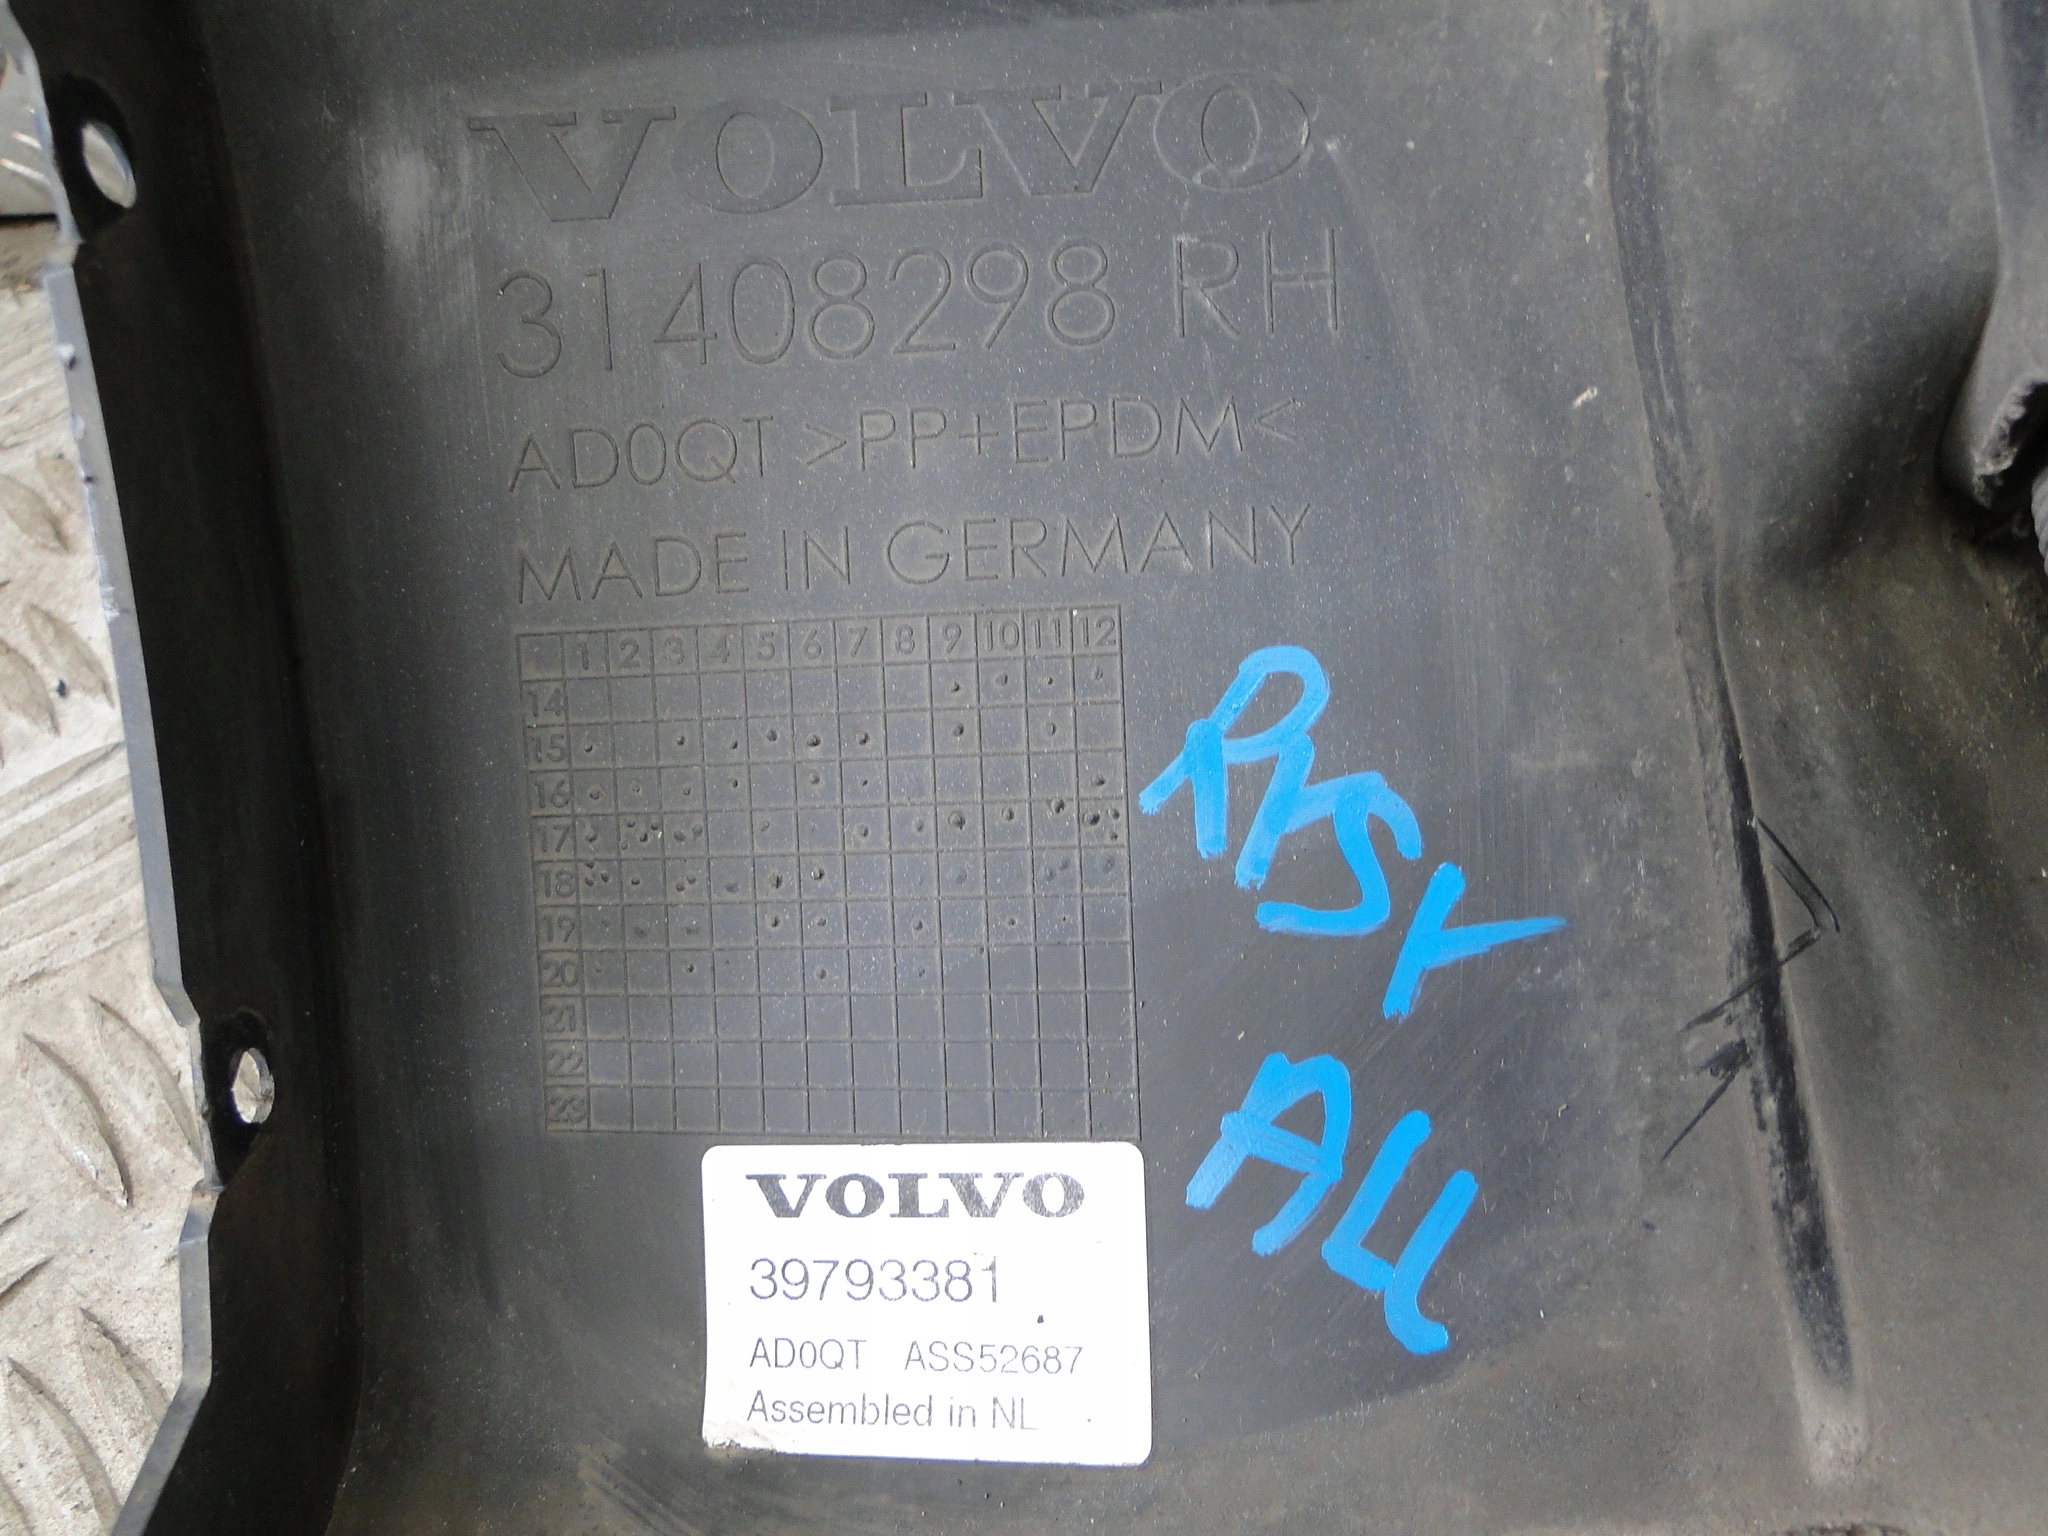 VOLVO
31408298 RH
AD0QT >PP+EPDM<
MADE IN GERMANY
1 2 3 4 5 6 7 8 9 10 11 12
14
15
16
17
18
19
20
21
22
23
VOLVO
39793381
AD0QT ASS52687
Assembled in NL